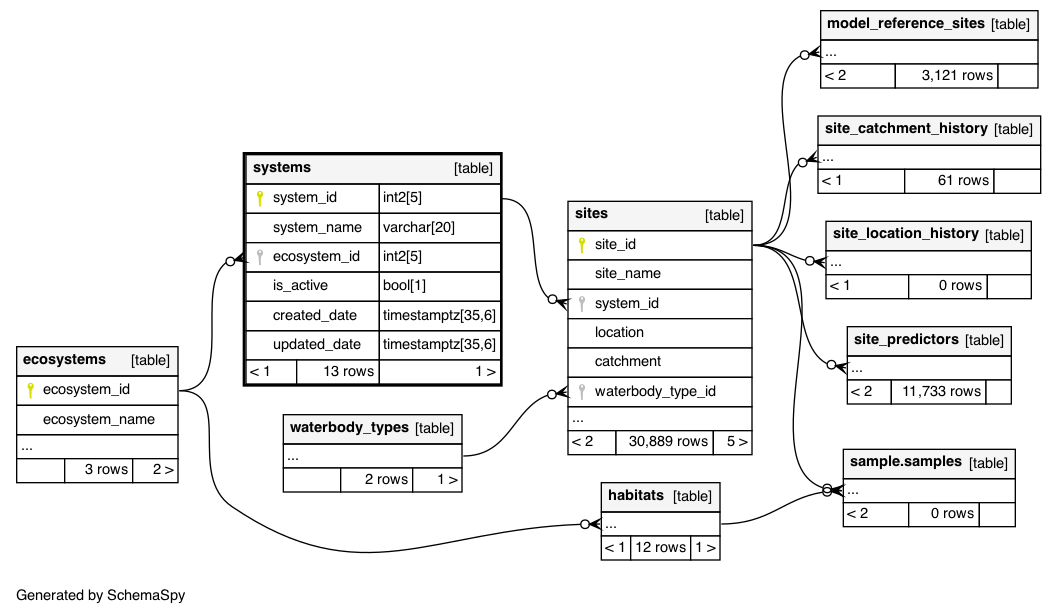 model_reference_sites [table]
...
< 2 3,121 rows
site_catchment_history [table]
...
< 1 61 rows
systems [table]
system_id int2[5]
system_name varchar[20]
ecosystem_id int2[5]
is_active bool[1]
created_date timestamptz[35,6]
updated_date timestamptz[35,6]
< 1 13 rows 1 >
sites [table]
site_id
site_name
system_id
location
catchment
waterbody_type_id
...
< 2 30,889 rows 5 >
site_location_history [table]
...
< 1 0 rows
site_predictors [table]
...
< 2 11,733 rows
ecosystems [table]
ecosystem_id
ecosystem_name
...
3 rows 2 >
waterbody_types [table]
...
2 rows 1 >
sample.samples [table]
...
< 2 0 rows
habitats [table]
...
< 1 12 rows 1 >
Generated by SchemaSpy